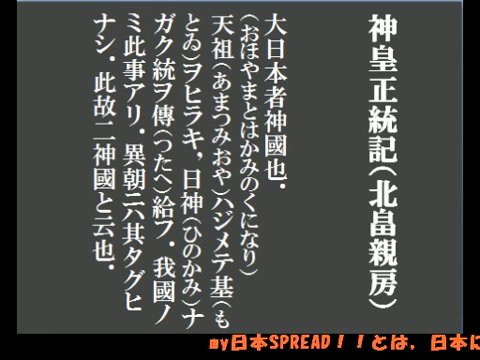 神皇正統記(北畠親房)
大日本者神國也.
(おほやまとはかみのくになり)
天祖(あまつみおや)ハジメテ基(も
とゐ)ヲヒラキ,日神(ひのかみ)ナ
ガク統ヲ傳(つたへ)給フ.我國ノ
ミ此事アリ.異朝ニハ其タグヒ
ナシ.此故二神國と云也.
my日本SPREAD!!とは,日本に